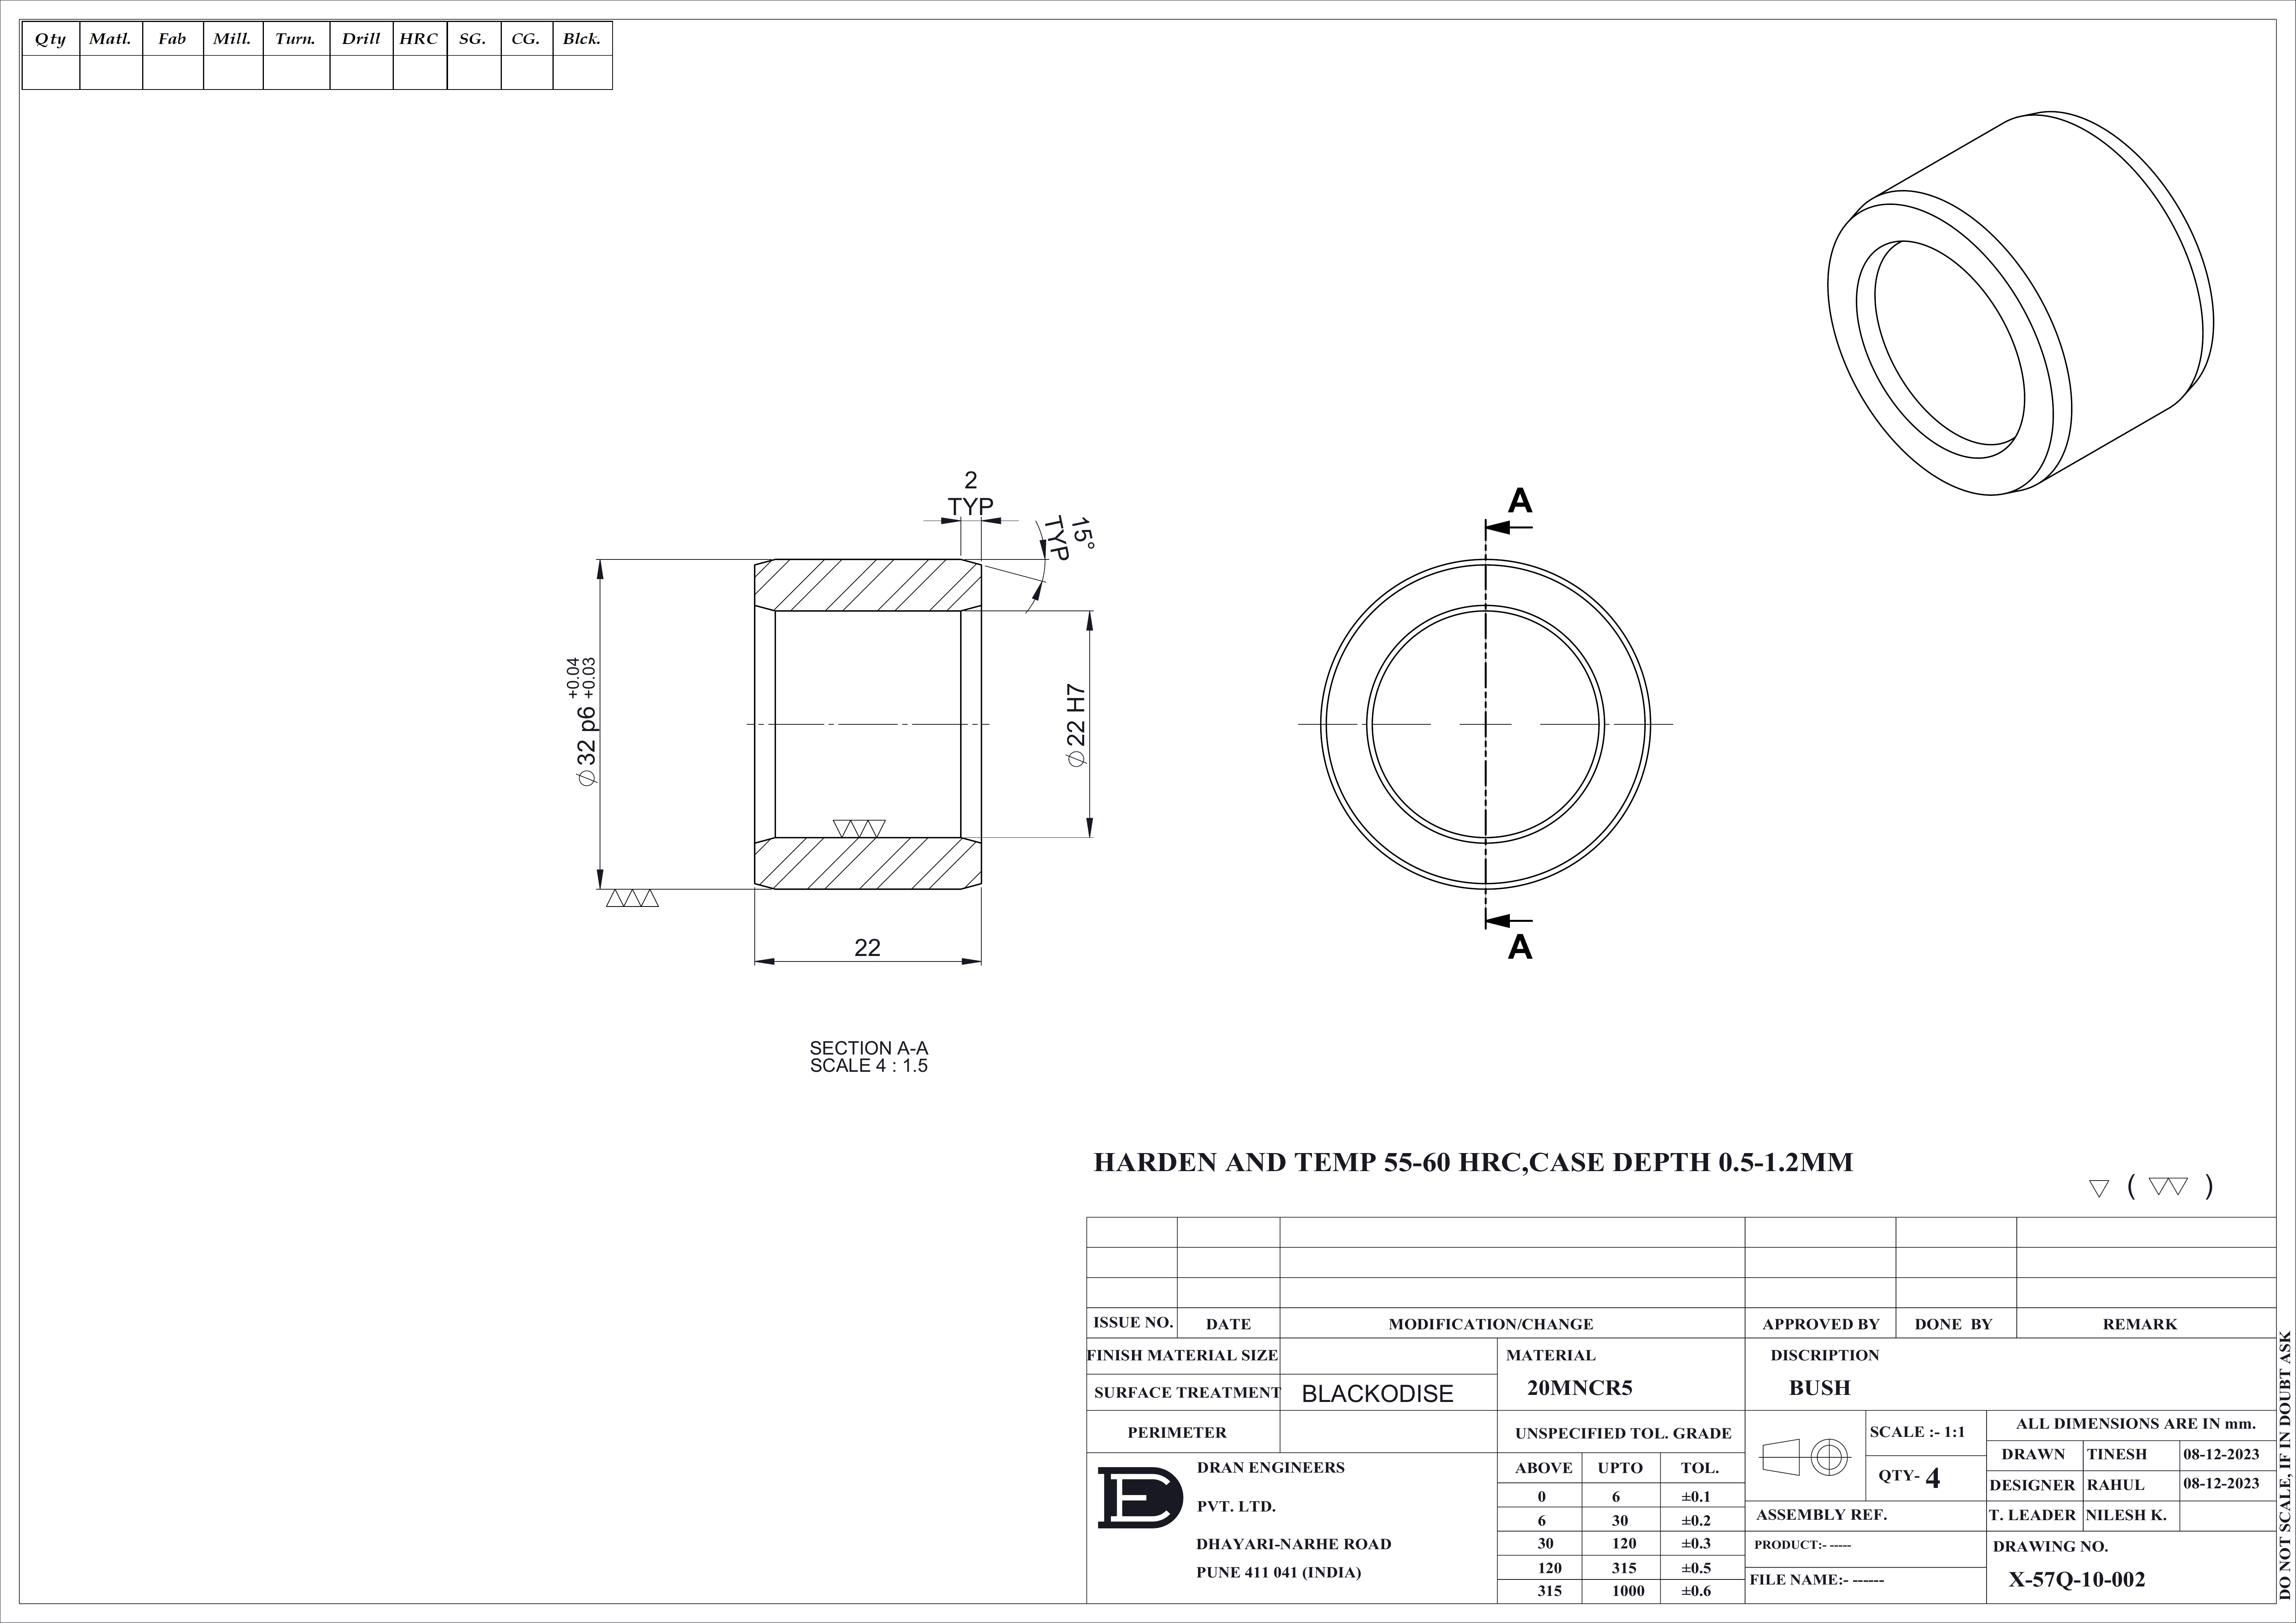 Qty Matl. Fab Mill. Turn. Drill HRC SG. CG. Blck.
2
TYP
15°
TYP
⌀32 p6 +0.04 +0.03
⌀22 H7
22
SECTION A-A
SCALE 4 : 1.5
A
A
HARDEN AND TEMP 55-60 HRC,CASE DEPTH 0.5-1.2MM
( )
ISSUE NO. DATE MODIFICATION/CHANGE APPROVED BY DONE BY REMARK
FINISH MATERIAL SIZE
SURFACE TREATMENT BLACKODISE
PERIMETER
MATERIAL
20MNCR5
DISCRIPTION
BUSH
UNSPECIFIED TOL. GRADE
ABOVE UPTO TOL.
0 6 ±0.1
6 30 ±0.2
30 120 ±0.3
120 315 ±0.5
315 1000 ±0.6
DE
DRAN ENGINEERS
PVT. LTD.
DHAYARI-NARHE ROAD
PUNE 411 041 (INDIA)
SCALE :- 1:1
QTY- 4
ALL DIMENSIONS ARE IN mm.
DRAWN TINESH 08-12-2023
DESIGNER RAHUL 08-12-2023
T. LEADER NILESH K.
ASSEMBLY REF.
PRODUCT:- -----
FILE NAME:- ------
DRAWING NO.
X-57Q-10-002
DO NOT SCALE, IF IN DOUBT ASK